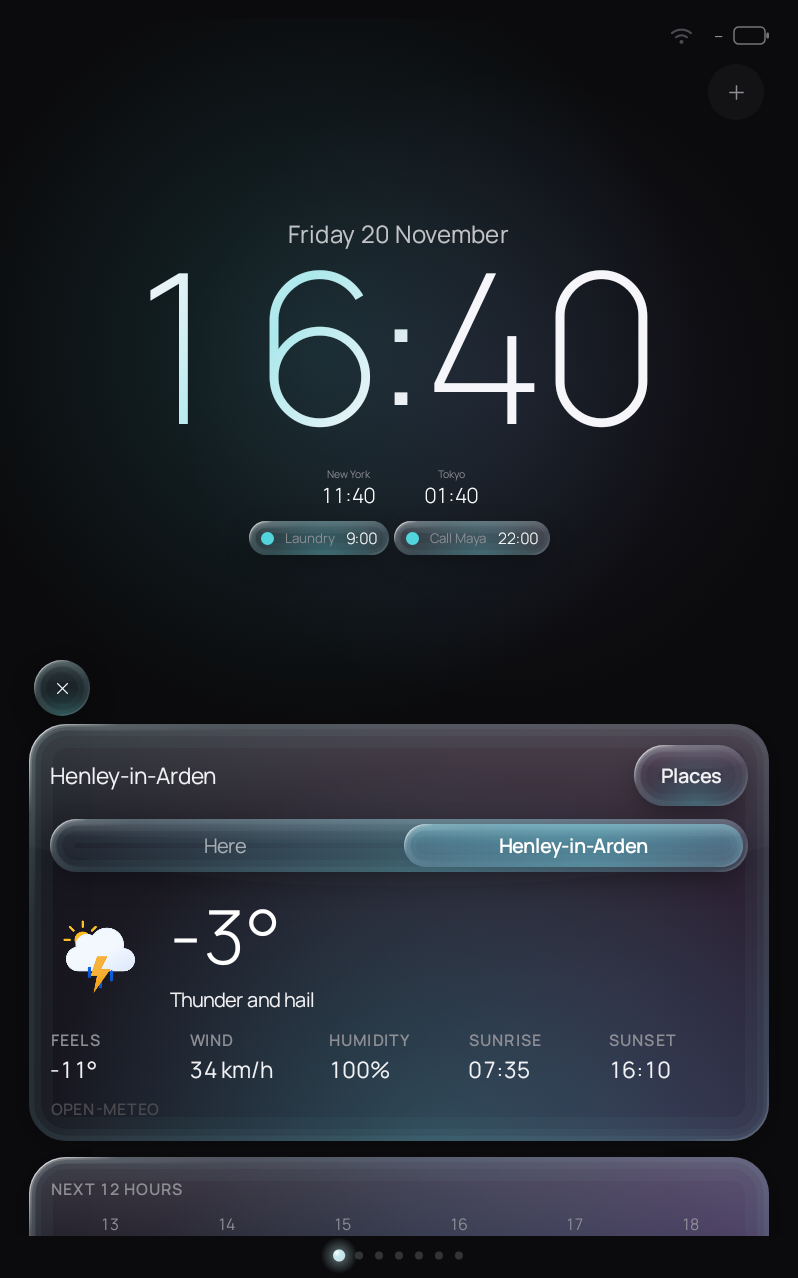 –
+
Friday 20 November
16:40
New York Tokyo
11:40 01:40
Laundry 9:00 Call Maya 22:00
Henley-in-Arden Places
Here Henley-in-Arden
-3°
Thunder and hail
FEELS WIND HUMIDITY SUNRISE SUNSET
-11° 34 km/h 100% 07:35 16:10
OPEN-METEO
NEXT 12 HOURS
13 14 15 16 17 18